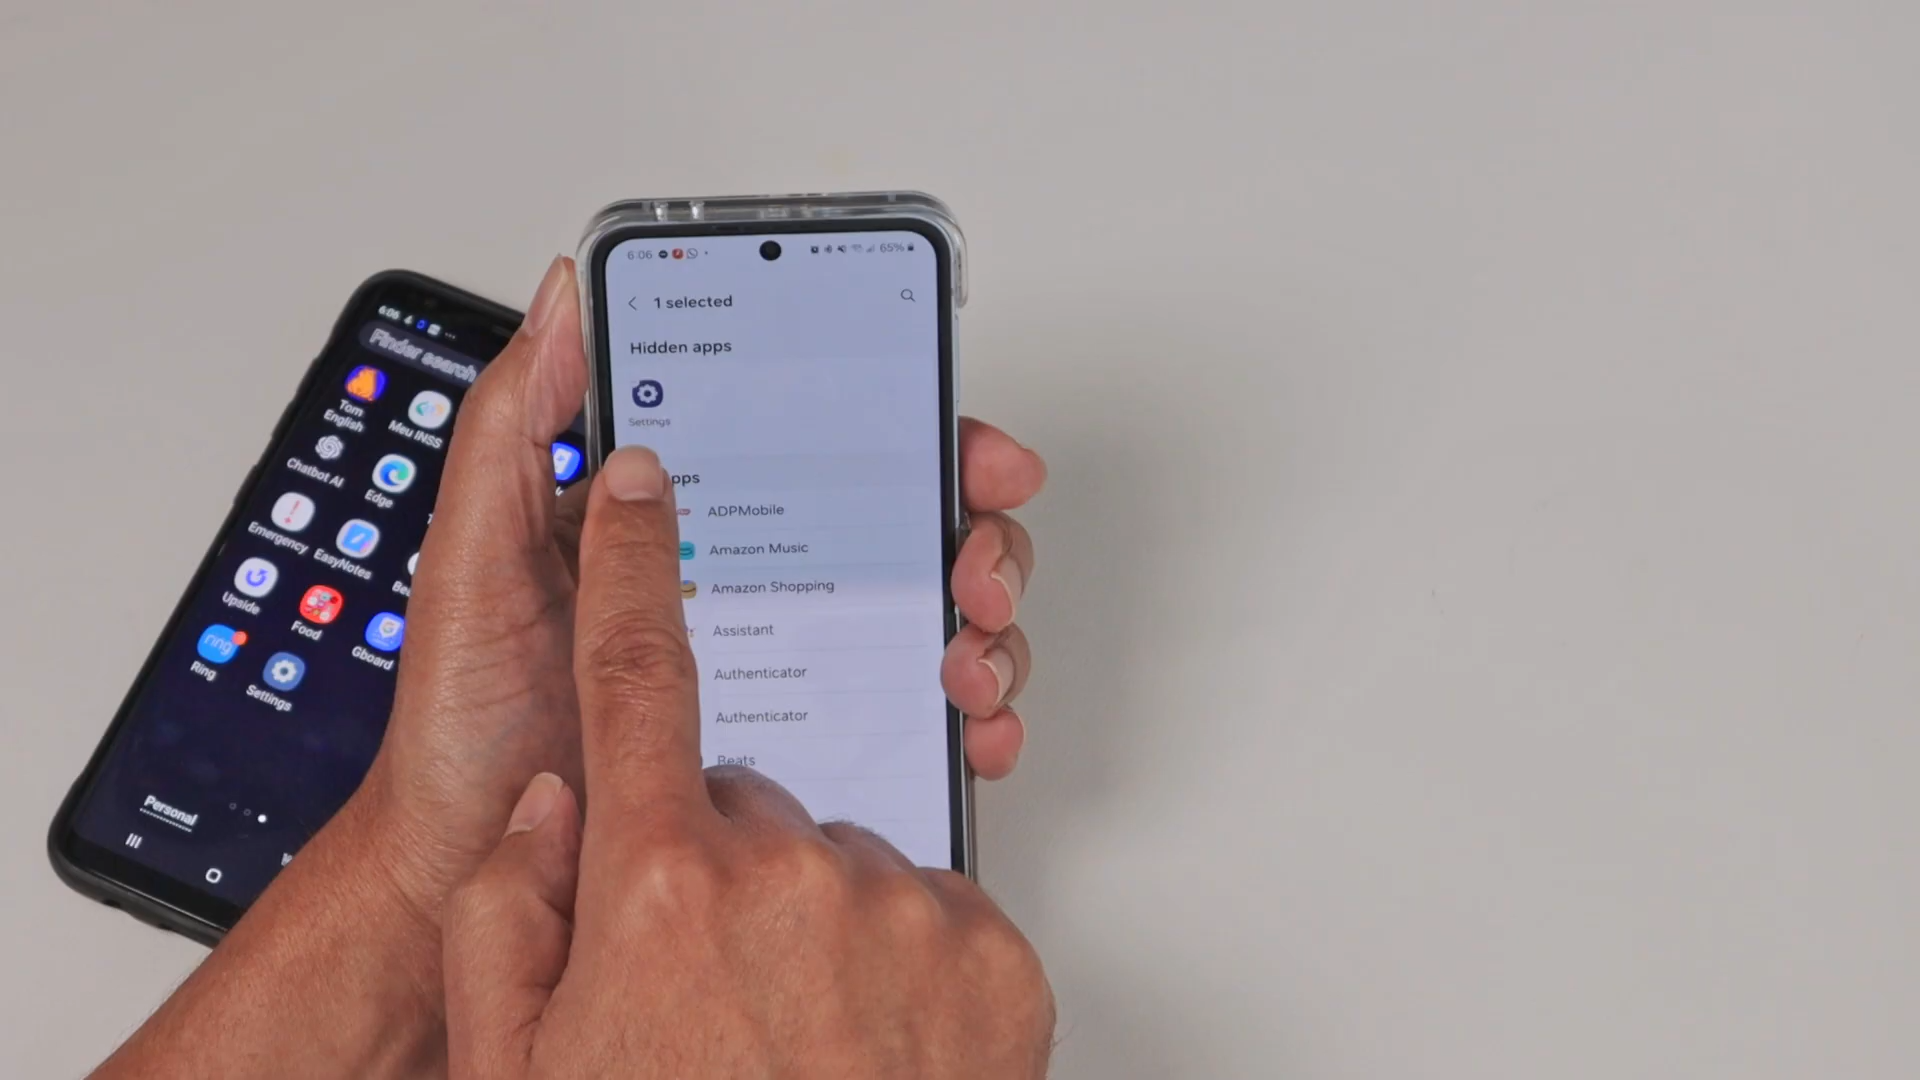 6:06
65%
1 selected
Hidden apps
Settings
pps
ADPMobile
Amazon Music
Amazon Shopping
Assistant
Authenticator
Authenticator
Beats
6:06
Finder search
Tom
English
Meu INSS
Chatbot AI
Edge
Emergency
EasyNotes
Upside
Food
Gboard
ring
Ring
Settings
Personal